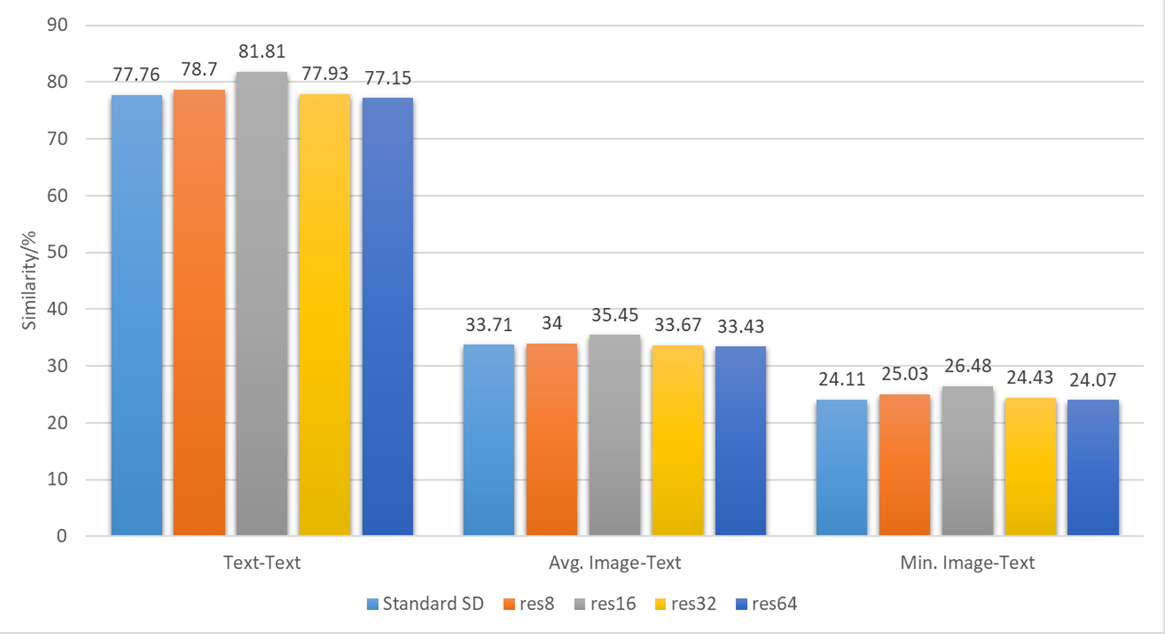 90
80
70
60
50
40
30
20
10
0
Similarity/%
77.76 78.7 81.81 77.93 77.15
33.71 34 35.45 33.67 33.43
24.11 25.03 26.48 24.43 24.07
Text-Text Avg. Image-Text Min. Image-Text
Standard SD res8 res16 res32 res64